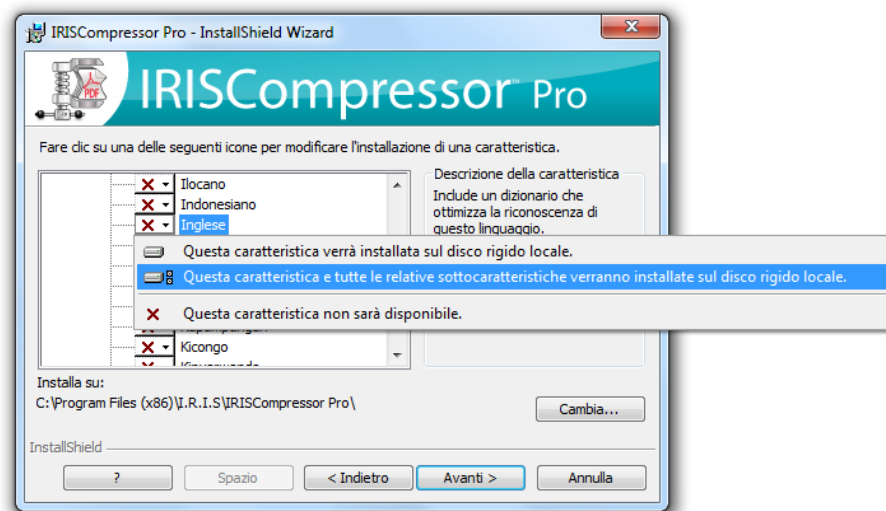 IRISCompressor Pro - InstallShield Wizard
PDF
IRISCompressor™ Pro
Fare clic su una delle seguenti icone per modificare l'installazione di una caratteristica.
Ilocano
Indonesiano
Inglese
Descrizione della caratteristica
Include un dizionario che
ottimizza la riconoscenza di
questo linguaggio.
Questa caratteristica verrà installata sul disco rigido locale.
Questa caratteristica e tutte le relative sottocaratteristiche verranno installate sul disco rigido locale.
Questa caratteristica non sarà disponibile.
Kicongo
Installa su:
C:\Program Files (x86)\I.R.I.S\IRISCompressor Pro\
Cambia...
InstallShield
?
Spazio
< Indietro
Avanti >
Annulla